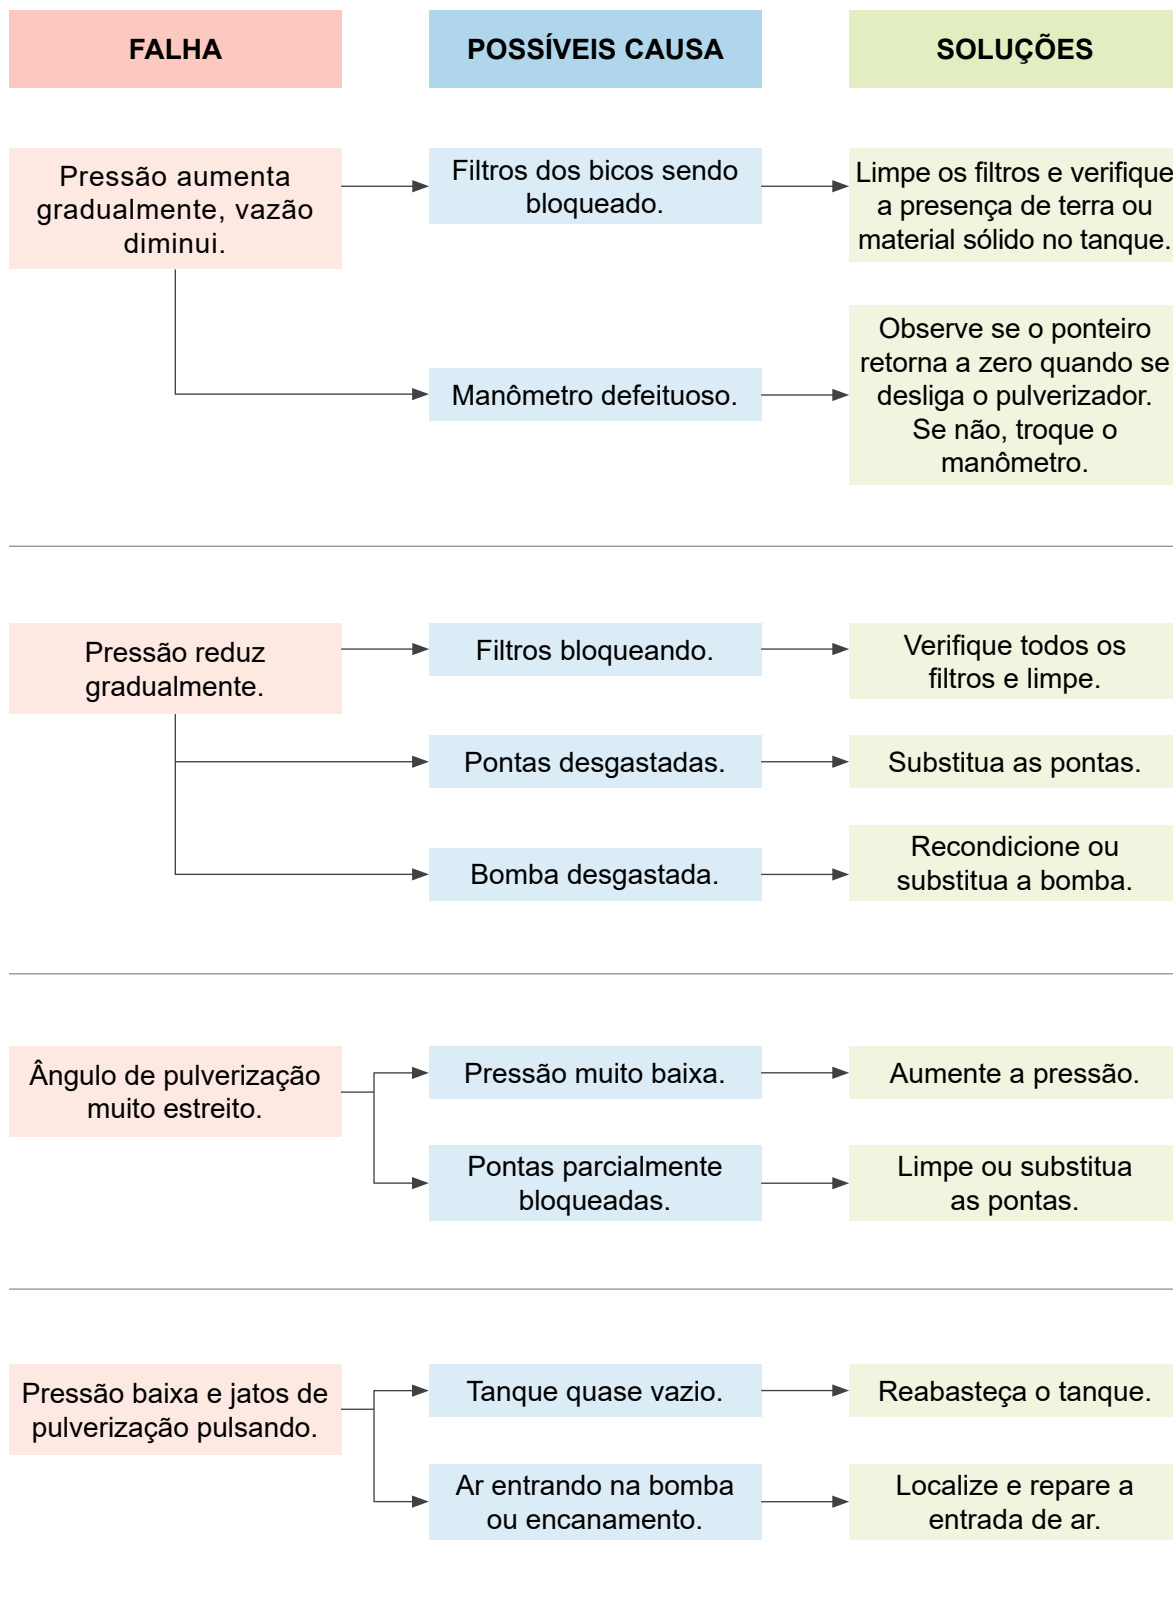 FALHA
POSSÍVEIS CAUSA
SOLUÇÕES
Pressão aumenta
gradualmente, vazão
diminui.
Filtros dos bicos sendo
bloqueado.
Limpe os filtros e verifique
a presença de terra ou
material sólido no tanque.
Manômetro defeituoso.
Observe se o ponteiro
retorna a zero quando se
desliga o pulverizador.
Se não, troque o
manômetro.
Pressão reduz
gradualmente.
Filtros bloqueando.
Verifique todos os
filtros e limpe.
Pontas desgastadas.
Substitua as pontas.
Bomba desgastada.
Recondicione ou
substitua a bomba.
Ângulo de pulverização
muito estreito.
Pressão muito baixa.
Aumente a pressão.
Pontas parcialmente
bloqueadas.
Limpe ou substitua
as pontas.
Pressão baixa e jatos de
pulverização pulsando.
Tanque quase vazio.
Reabasteça o tanque.
Ar entrando na bomba
ou encanamento.
Localize e repare a
entrada de ar.